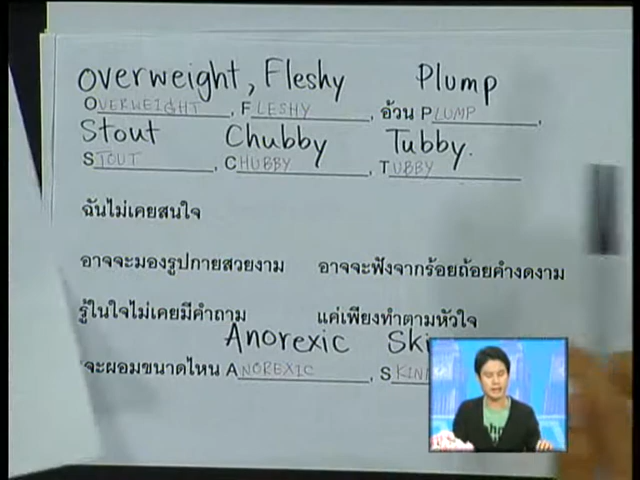 overweight, Fleshy Plump
OVERWEIGHT, FLESHY, อ้วน PLUMP,
Stout Chubby Tubby.
STOUT, CHUBBY, TUBBY
ฉันไม่เคยสนใจ
อาจจะมองรูปกายสวยงาม อาจจะฟังจากร้อยถ้อยคำงดงาม
รู้ในใจไม่เคยมีคำถาม แค่เพียงทำตามหัวใจ
Anorexic
จะผอมขนาดไหน ANOREXIC,